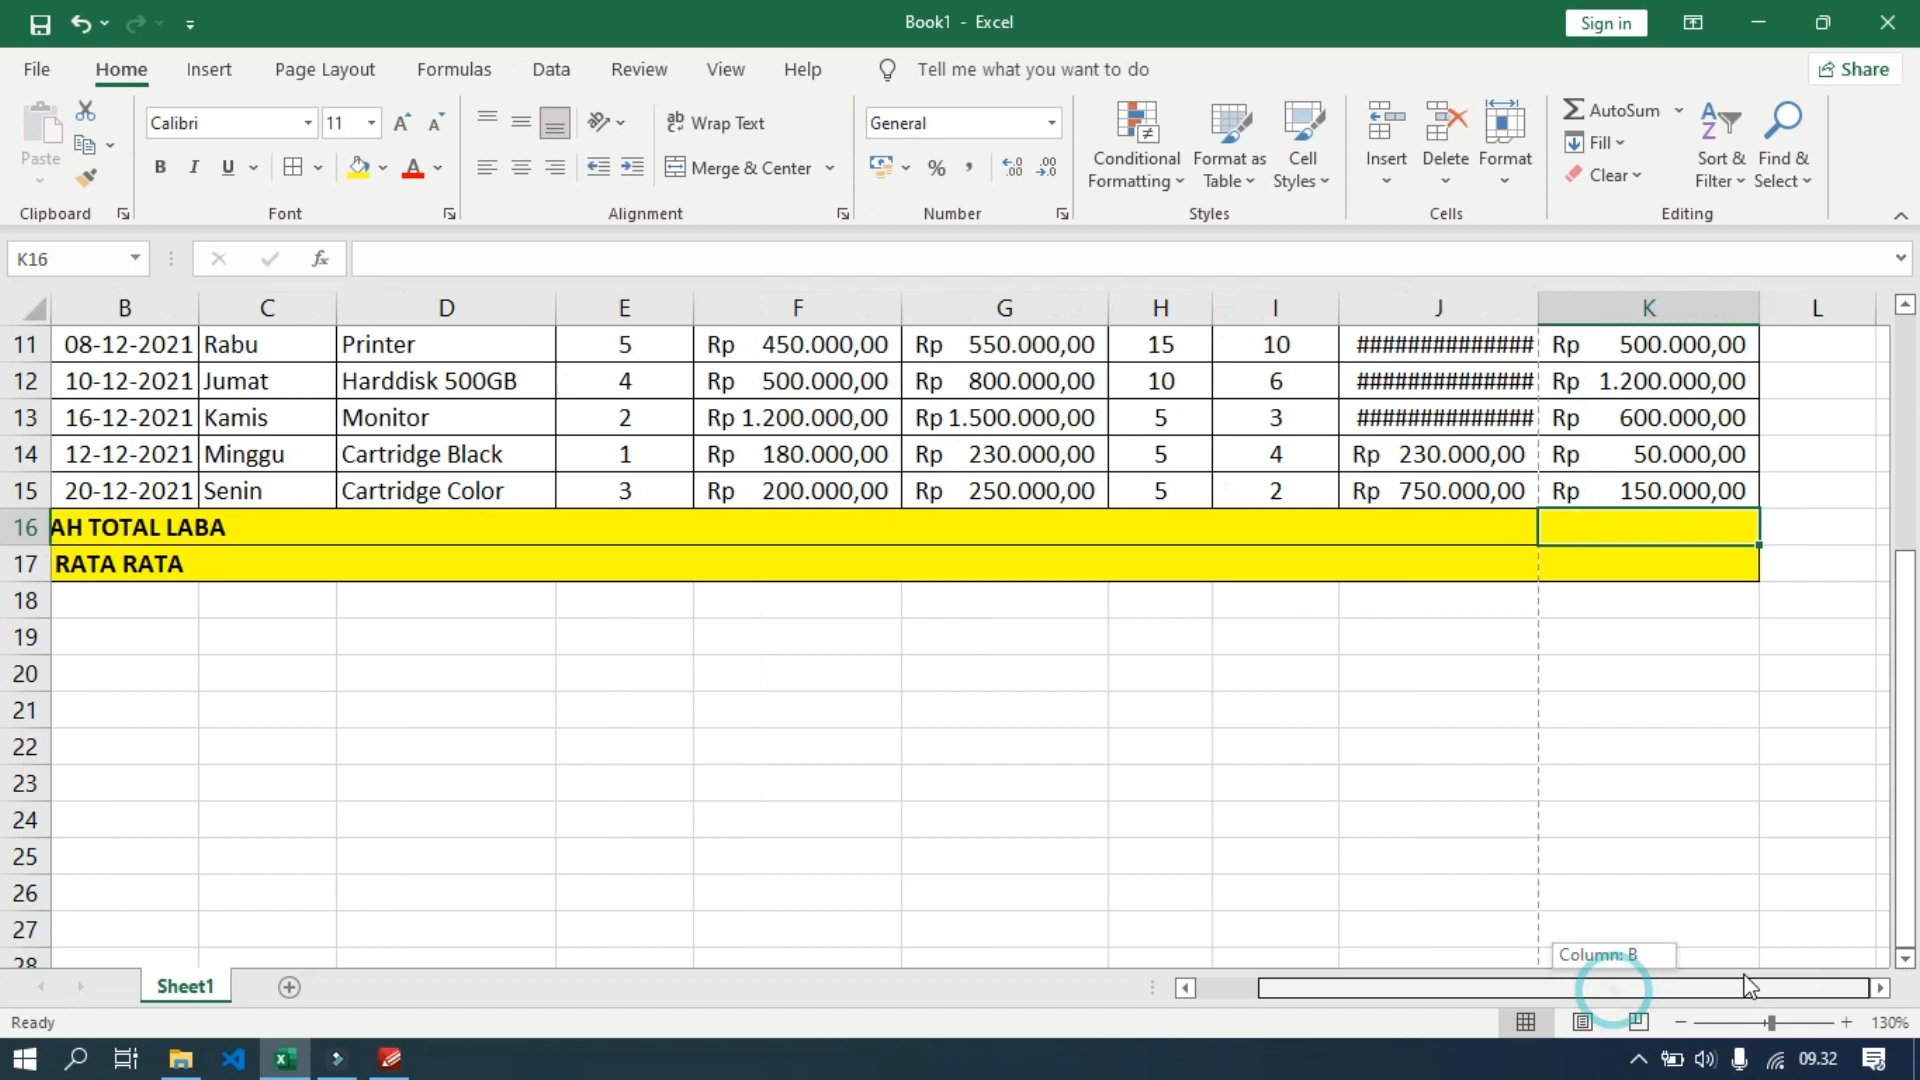 Book1 - Excel
Sign in
File Home Insert Page Layout Formulas Data Review View Help Tell me what you want to do Share
Paste
Calibri 11
B I U
Wrap Text
Merge & Center
General
%
Conditional Formatting
Format as Table
Cell Styles
Insert
Delete
Format
AutoSum
Fill
Clear
Sort & Filter
Find & Select
Clipboard Font Alignment Number Styles Cells Editing
K16 fx
B C D E F G H I J K L
11 08-12-2021 Rabu Printer 5 Rp 450.000,00 Rp 550.000,00 15 10 ############## Rp 500.000,00
12 10-12-2021 Jumat Harddisk 500GB 4 Rp 500.000,00 Rp 800.000,00 10 6 ############## Rp 1.200.000,00
13 16-12-2021 Kamis Monitor 2 Rp 1.200.000,00 Rp 1.500.000,00 5 3 ############## Rp 600.000,00
14 12-12-2021 Minggu Cartridge Black 1 Rp 180.000,00 Rp 230.000,00 5 4 Rp 230.000,00 Rp 50.000,00
15 20-12-2021 Senin Cartridge Color 3 Rp 200.000,00 Rp 250.000,00 5 2 Rp 750.000,00 Rp 150.000,00
16 AH TOTAL LABA
17 RATA RATA
18
19
20
21
22
23
24
25
26
27
28
Column: B
Sheet1
Ready
130%
09.32